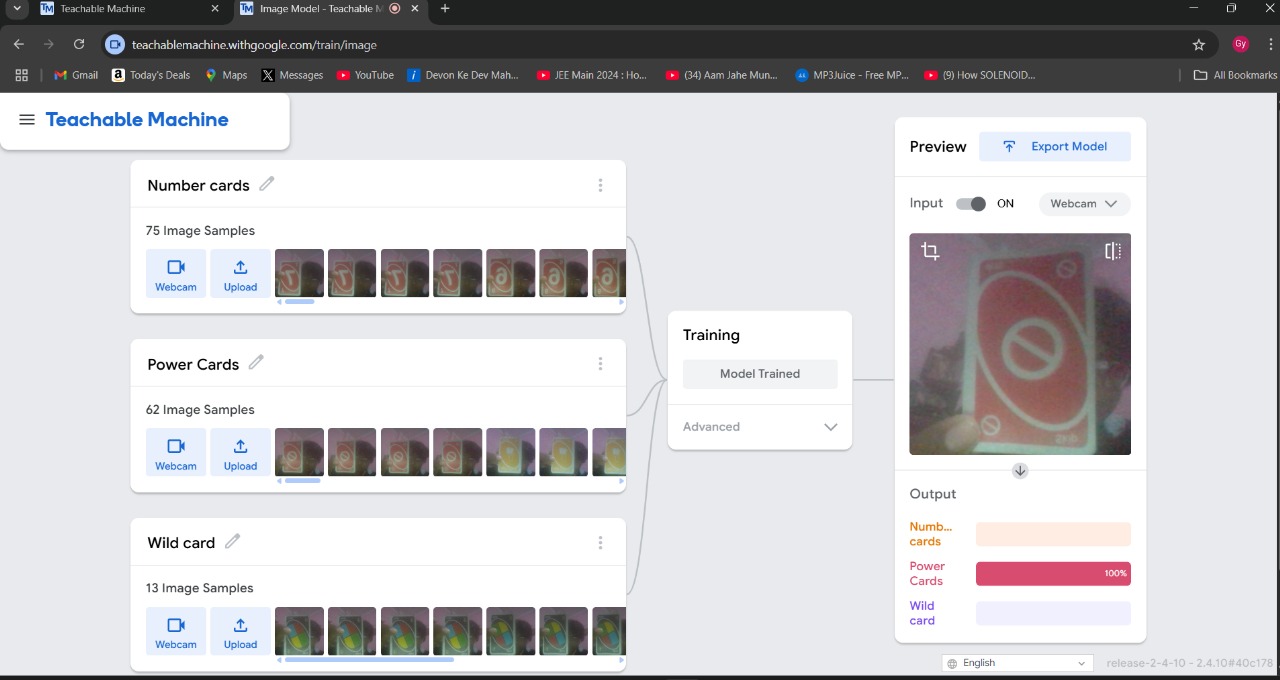 Teachable Machine
Image Model - Teachable M
teachablemachine.withgoogle.com/train/image
Gy
Gmail
Today's Deals
Maps
Messages
YouTube
Devon Ke Dev Mah...
JEE Main 2024 : Ho...
(34) Aam Jahe Mun...
MP3Juice - Free MP...
(9) How SOLENOID...
All Bookmarks
Teachable Machine
Number cards
75 Image Samples
Webcam
Upload
Power Cards
62 Image Samples
Webcam
Upload
Wild card
13 Image Samples
Webcam
Upload
Training
Model Trained
Advanced
Preview
Export Model
Input
ON
Webcam
Output
Numb...
cards
Power
Cards
100%
Wild
card
English
release-2-4-10 - 2.4.10#40c178